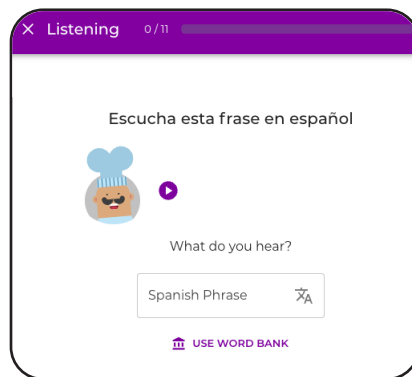 Listening 0 / 11
Escucha esta frase en español
What do you hear?
Spanish Phrase
USE WORD BANK